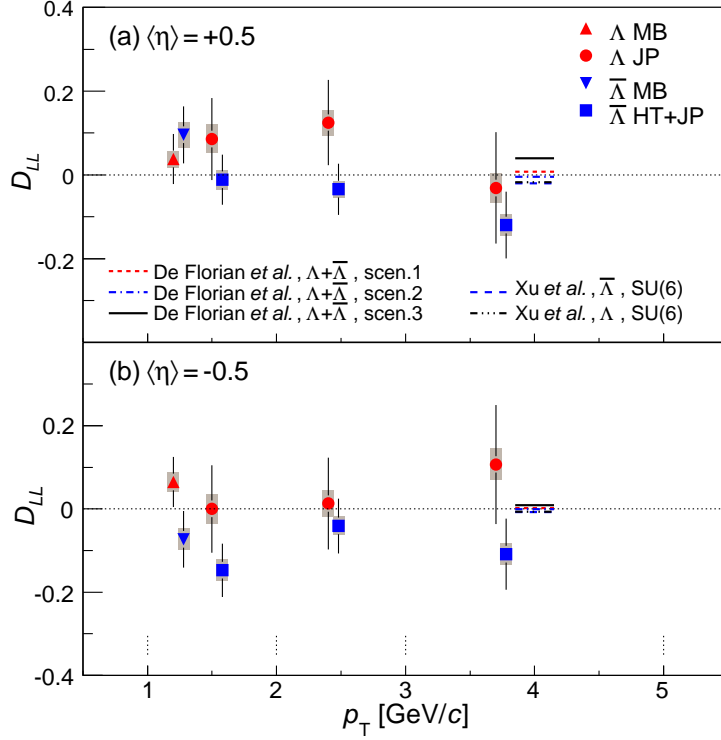 0.4
(a) ⟨η⟩ = +0.5
Λ MB
Λ JP
Λ̅ MB
Λ̅ HT+JP
0.2
D_LL
0
-0.2
De Florian et al. , Λ+Λ̅ , scen.1
De Florian et al. , Λ+Λ̅ , scen.2
De Florian et al. , Λ+Λ̅ , scen.3
Xu et al. , Λ̅ , SU(6)
Xu et al. , Λ , SU(6)
(b) ⟨η⟩ = -0.5
0.2
D_LL
0
-0.2
-0.4
1 2 3 4 5
p_T [GeV/c]